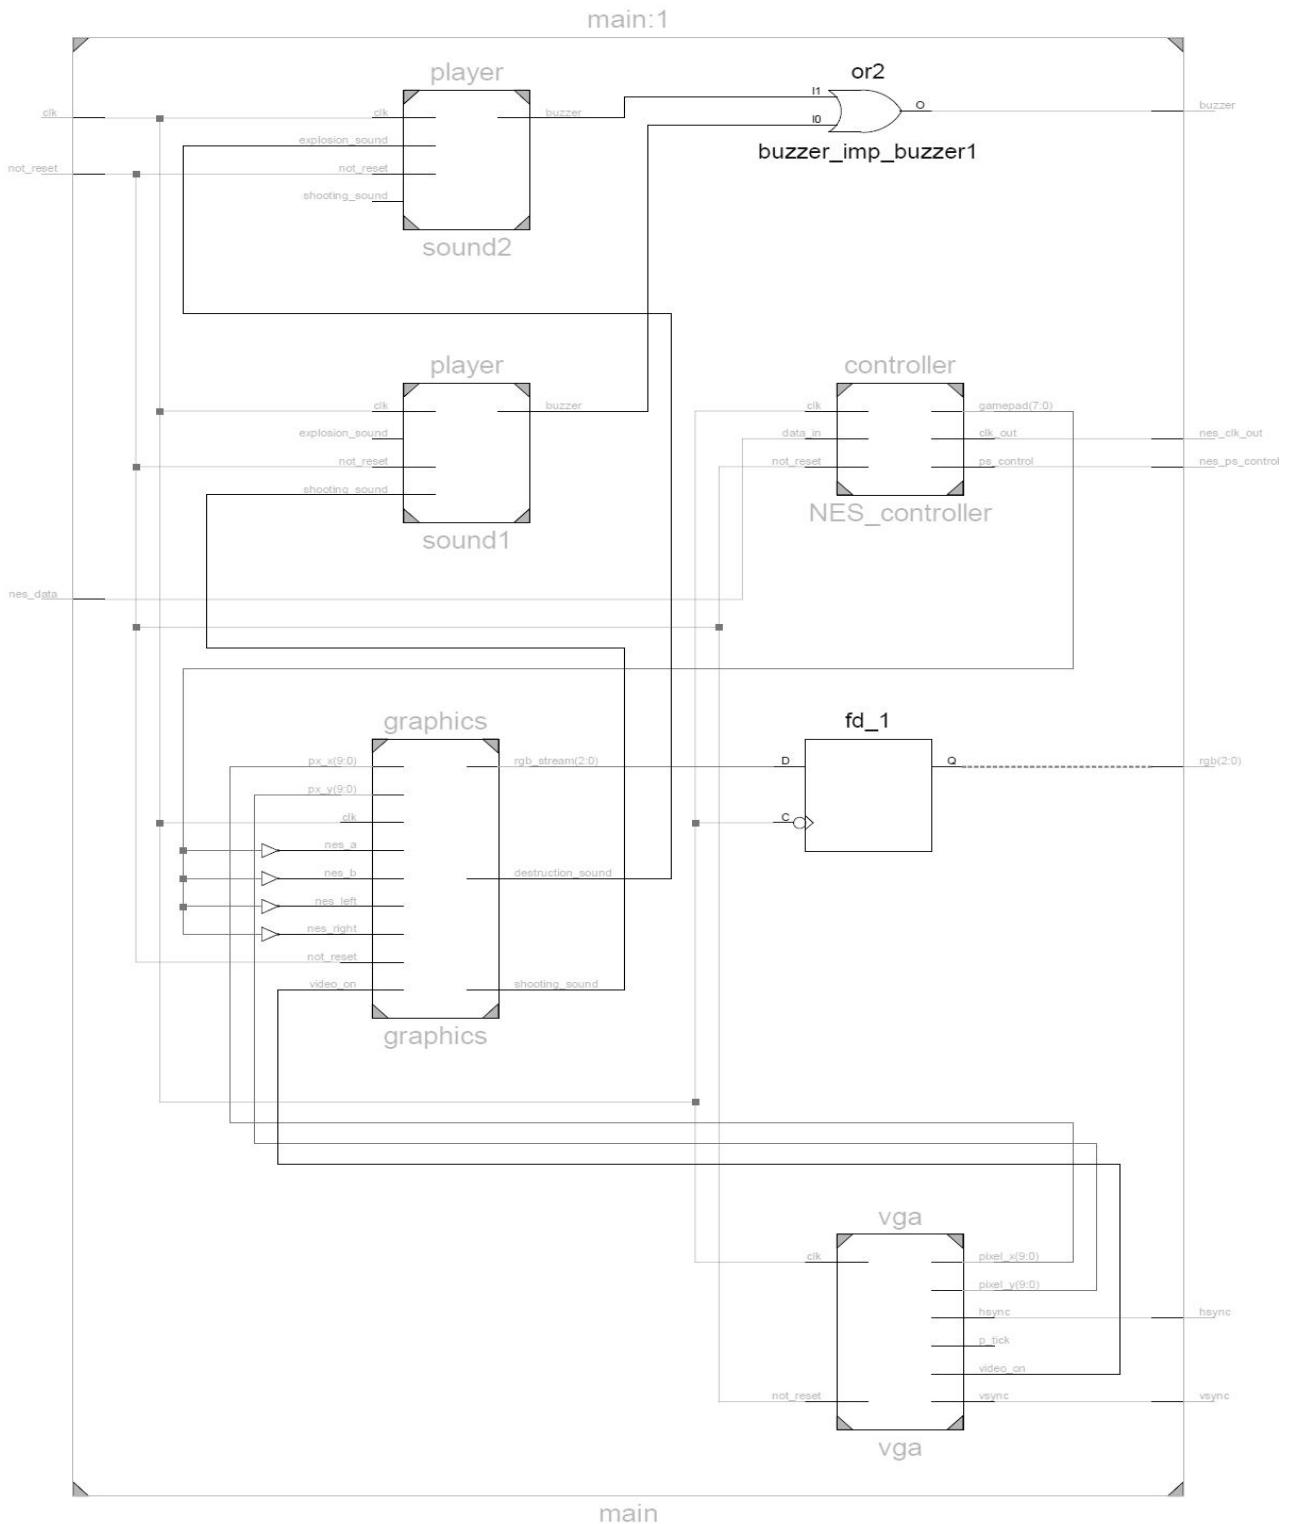 main:1
player
or2
clk
clk
buzzer
I1
O
buzzer
I0
explosion_sound
buzzer_imp_buzzer1
not_reset
not_reset
shooting_sound
sound2
player
controller
clk
buzzer
clk
gamepad(7:0)
explosion_sound
data_in
clk_out
nes_clk_out
not_reset
not_reset
ps_control
nes_ps_control
shooting_sound
NES_controller
sound1
nes_data
graphics
fd_1
px_x(9:0)
rgb_stream(2:0)
D
Q
rgb(2:0)
px_y(9:0)
clk
C
nes_a
nes_b
destruction_sound
nes_left
nes_right
not_reset
video_on
shooting_sound
graphics
vga
clk
pixel_x(9:0)
pixel_y(9:0)
hsync
hsync
p_tick
video_on
not_reset
vsync
vsync
vga
main